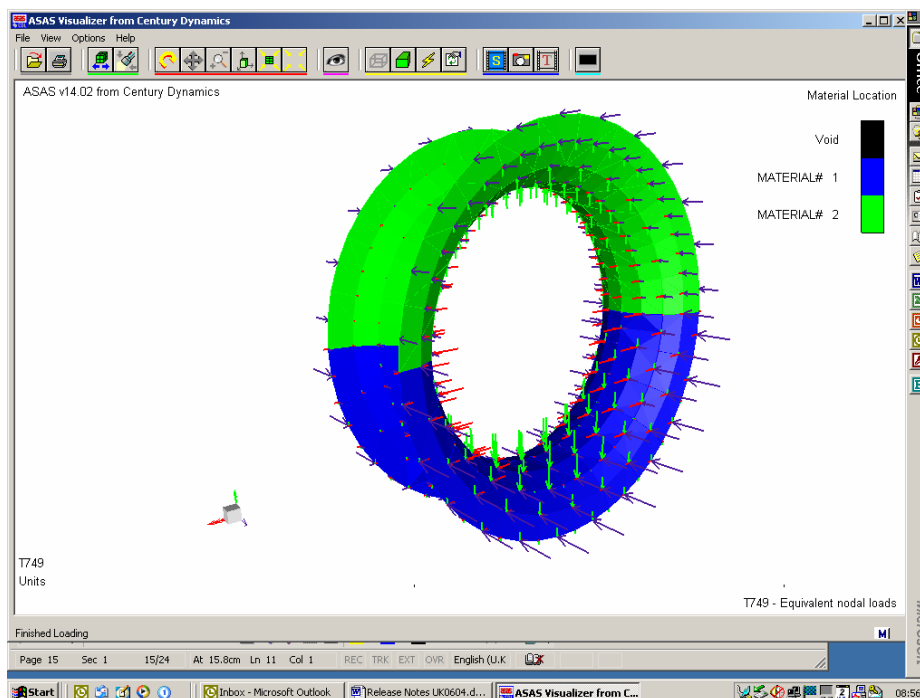 ASAS Visualizer from Century Dynamics
File View Options Help
S T
ASAS v14.02 from Century Dynamics
Material Location
Void
MATERIAL# 1
MATERIAL# 2
T749
Units
T749 - Equivalent nodal loads
Finished Loading
M
Page 15 Sec 1 15/24 At 15.8cm Ln 11 Col 1 REC TRK EXT OVR English (U.K
Start Inbox - Microsoft Outlook Release Notes UK0604.d... ASAS Visualizer from C... 08:56